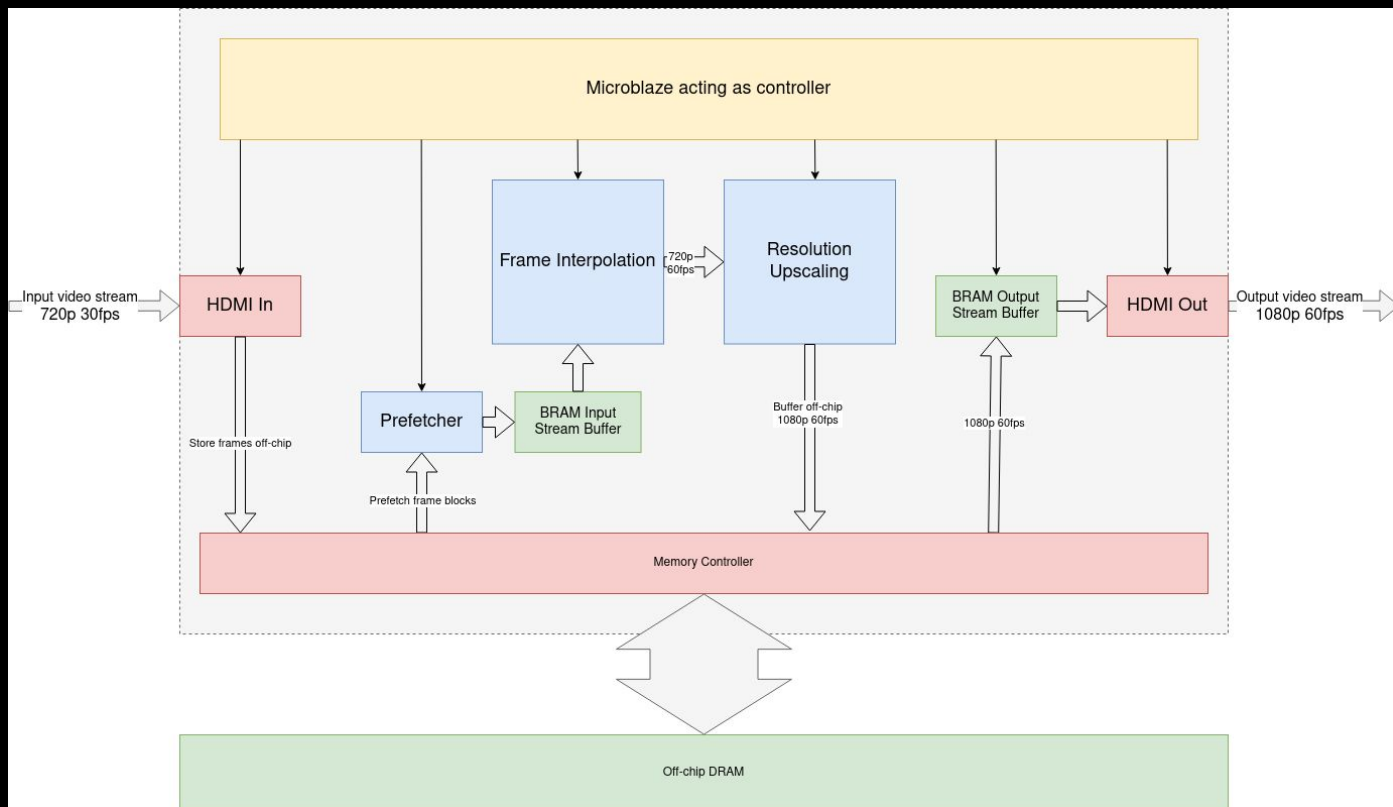 Microblaze acting as controller
Frame Interpolation
720p
60fps
Resolution
Upscaling
Input video stream
720p 30fps
HDMI In
BRAM Output
Stream Buffer
HDMI Out
Output video stream
1080p 60fps
Prefetcher
BRAM Input
Stream Buffer
Buffer off-chip
1080p 60fps
1080p 60fps
Store frames off-chip
Prefetch frame blocks
Memory Controller
Off-chip DRAM